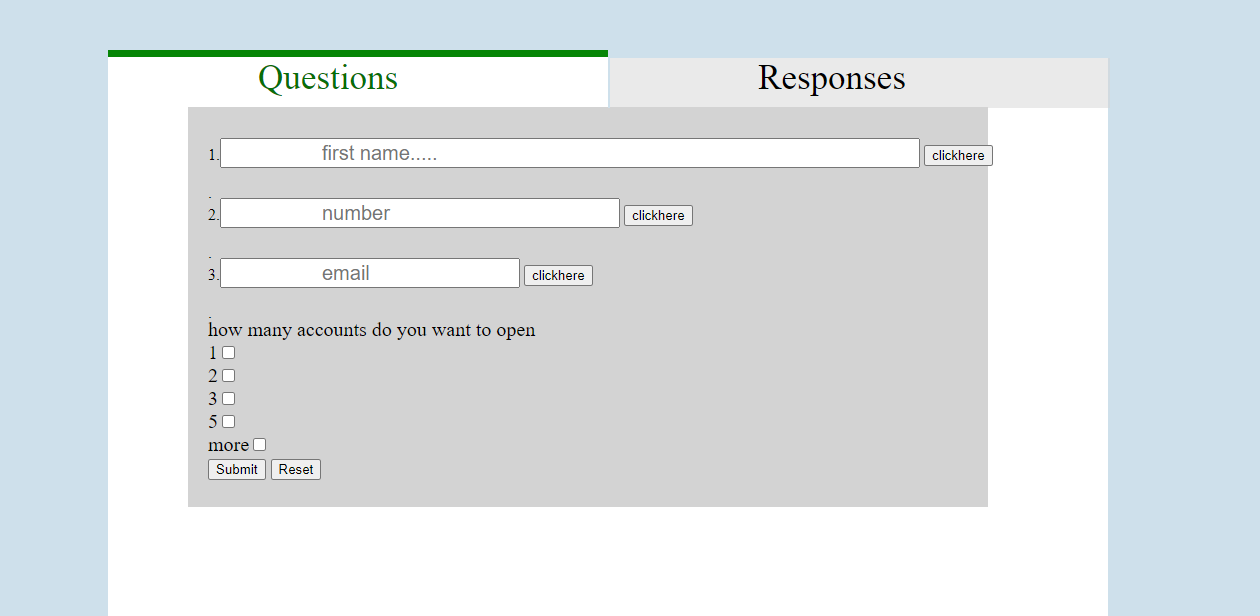 Questions Responses
1. first name..... clickhere
.
2. number clickhere
.
3. email clickhere
.
how many accounts do you want to open
1
2
3
5
more
Submit Reset